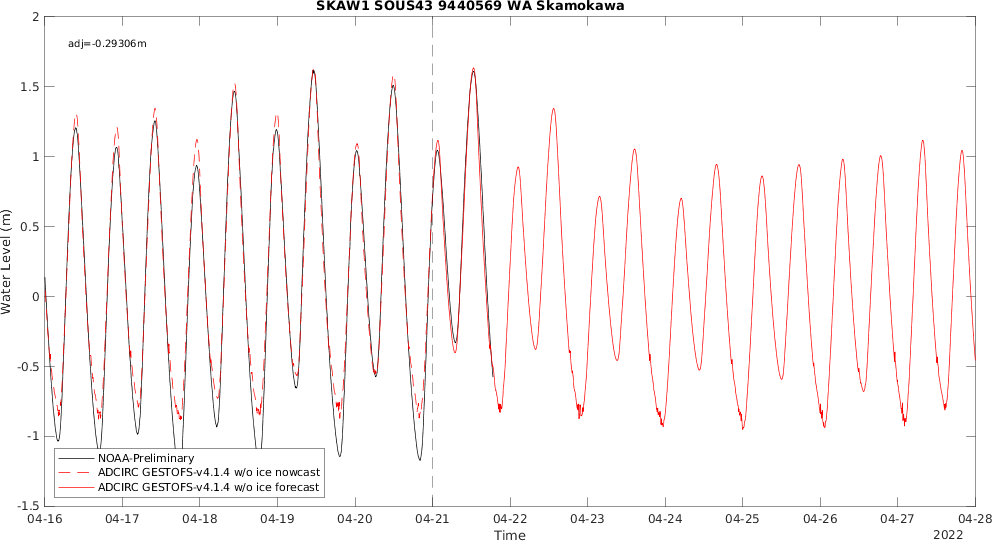 SKAW1 SOUS43 9440569 WA Skamokawa
adj=-0.29306m
2
1.5
1
0.5
0
-0.5
-1
-1.5
Water Level (m)
NOAA-Preliminary
ADCIRC GESTOFS-v4.1.4 w/o ice nowcast
ADCIRC GESTOFS-v4.1.4 w/o ice forecast
04-16 04-17 04-18 04-19 04-20 04-21 04-22 04-23 04-24 04-25 04-26 04-27 04-28
Time
2022